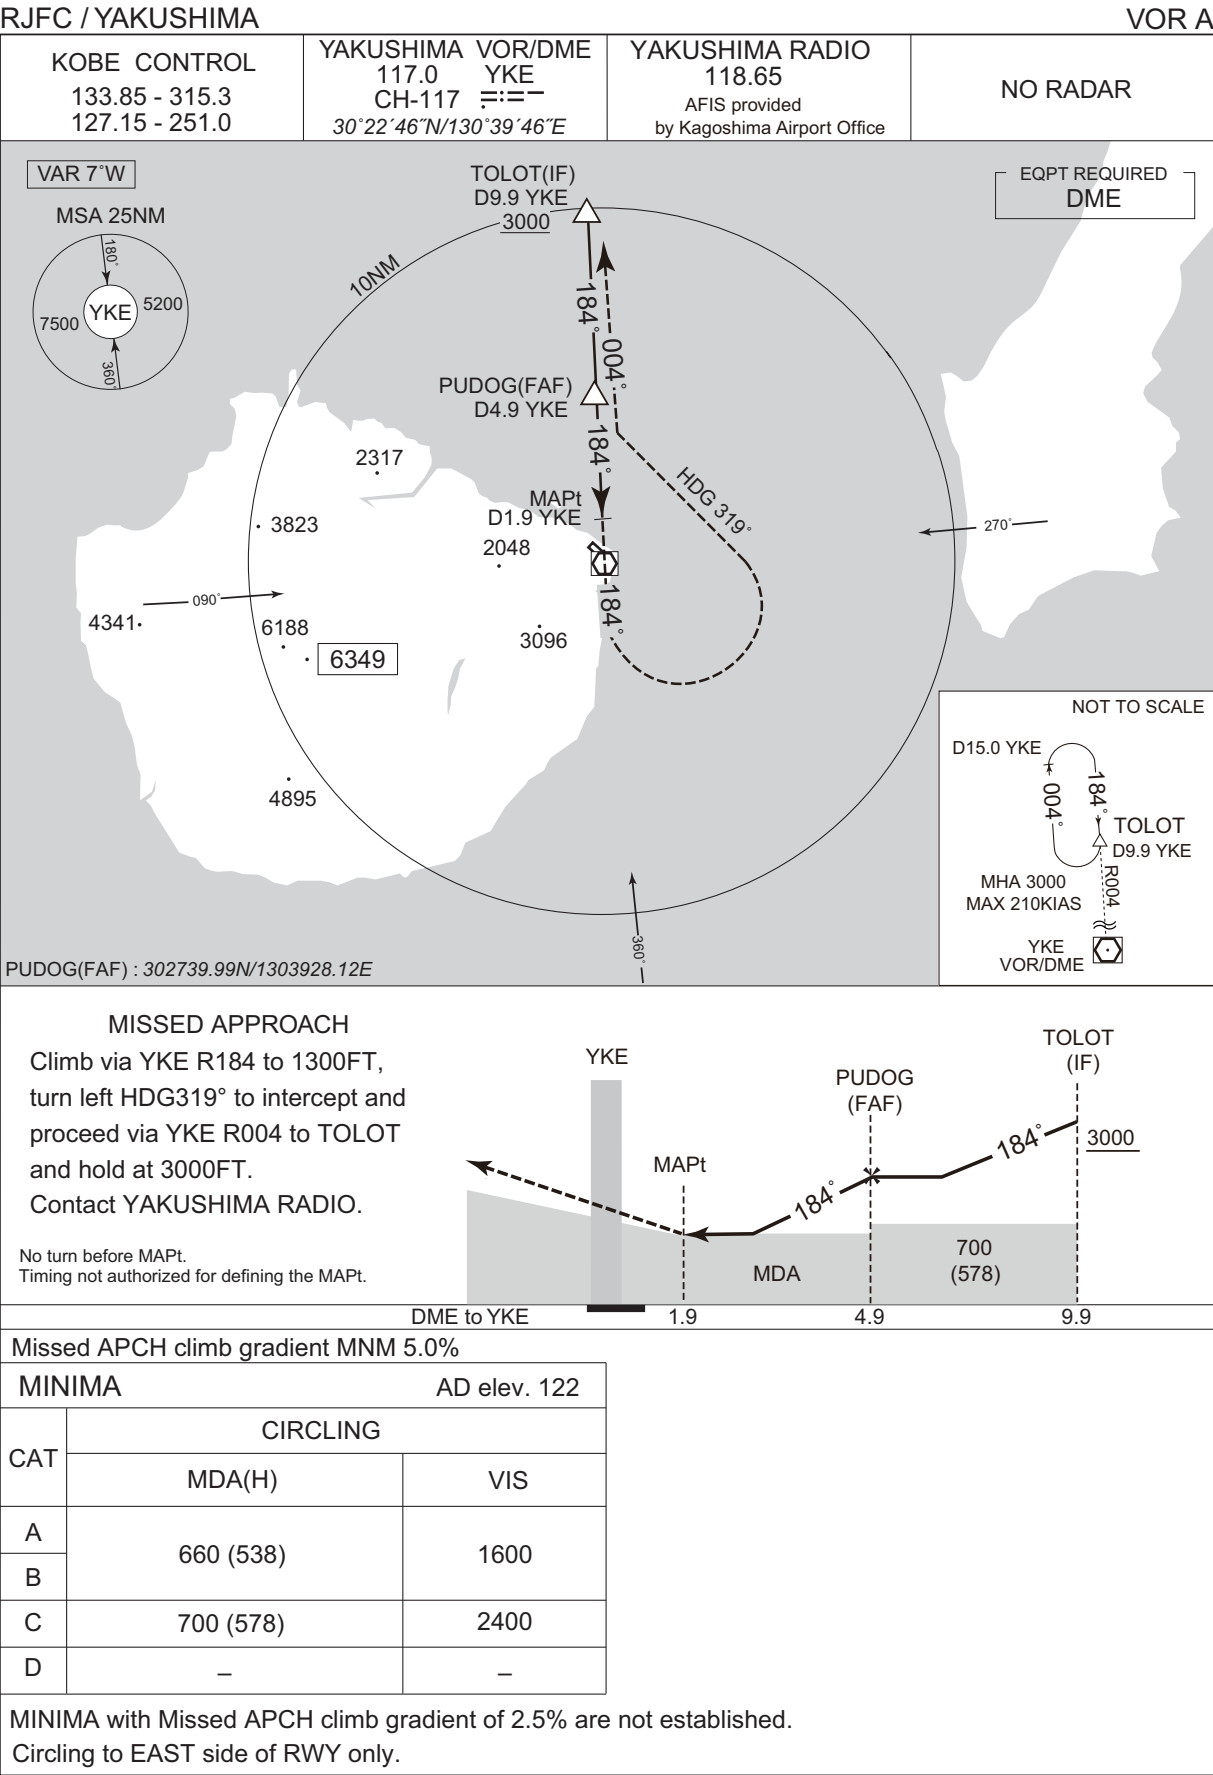 RJFC / YAKUSHIMA
VOR A
KOBE CONTROL
133.85 - 315.3
127.15 - 251.0
YAKUSHIMA VOR/DME
117.0 YKE
CH-117
30°22´46˝N/130°39´46˝E
YAKUSHIMA RADIO
118.65
AFIS provided
by Kagoshima Airport Office
NO RADAR
VAR 7°W
MSA 25NM
180°
YKE
7500
5200
360°
TOLOT(IF)
D9.9 YKE
3000
EQPT REQUIRED
DME
10NM
184°
004°
PUDOG(FAF)
D4.9 YKE
184°
HDG 319°
MAPt
D1.9 YKE
2317
3823
2048
270°
090°
4341
6188
6349
3096
184°
4895
360°
NOT TO SCALE
D15.0 YKE
004°
184°
TOLOT
D9.9 YKE
R004
MHA 3000
MAX 210KIAS
YKE
VOR/DME
PUDOG(FAF) : 302739.99N/1303928.12E
MISSED APPROACH
Climb via YKE R184 to 1300FT,
turn left HDG319° to intercept and
proceed via YKE R004 to TOLOT
and hold at 3000FT.
Contact YAKUSHIMA RADIO.
No turn before MAPt.
Timing not authorized for defining the MAPt.
YKE
MAPt
PUDOG
(FAF)
TOLOT
(IF)
184°
184°
3000
MDA
700
(578)
DME to YKE
1.9
4.9
9.9
Missed APCH climb gradient MNM 5.0%
MINIMA
AD elev. 122
CAT
CIRCLING
MDA(H)
VIS
A
B
660 (538)
1600
C
700 (578)
2400
D
–
–
MINIMA with Missed APCH climb gradient of 2.5% are not established.
Circling to EAST side of RWY only.